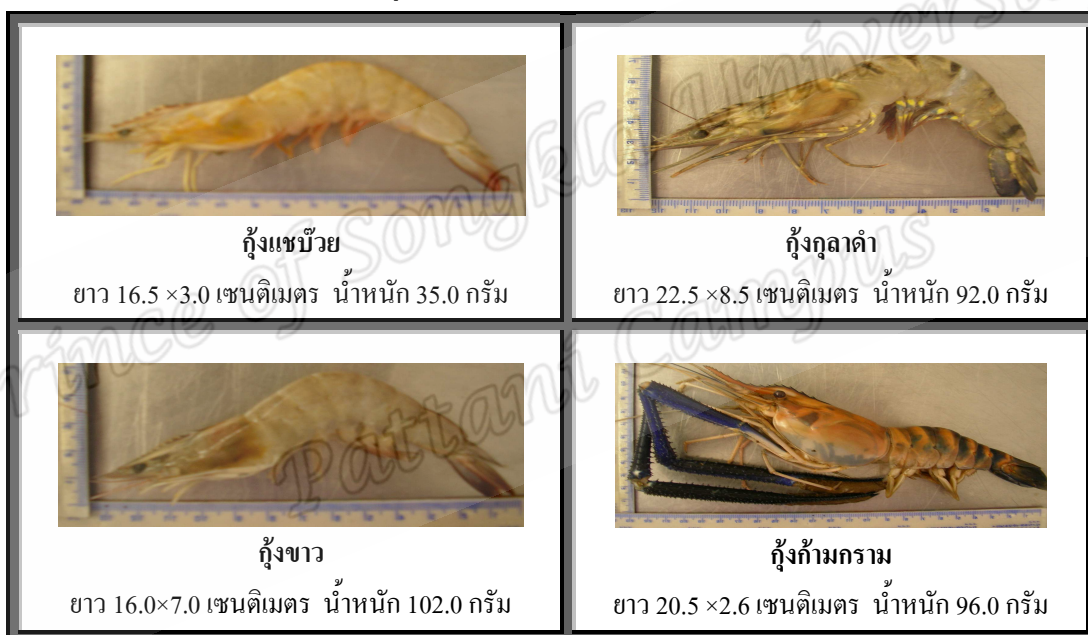 กุ้งแชบ๊วย
ยาว 16.5 ×3.0 เซนติเมตร น้ำหนัก 35.0 กรัม
กุ้งกุลาดำ
ยาว 22.5 ×8.5 เซนติเมตร น้ำหนัก 92.0 กรัม
กุ้งขาว
ยาว 16.0×7.0 เซนติเมตร น้ำหนัก 102.0 กรัม
กุ้งก้ามกราม
ยาว 20.5 ×2.6 เซนติเมตร น้ำหนัก 96.0 กรัม
Prince of Songkla University
Pattani Campus